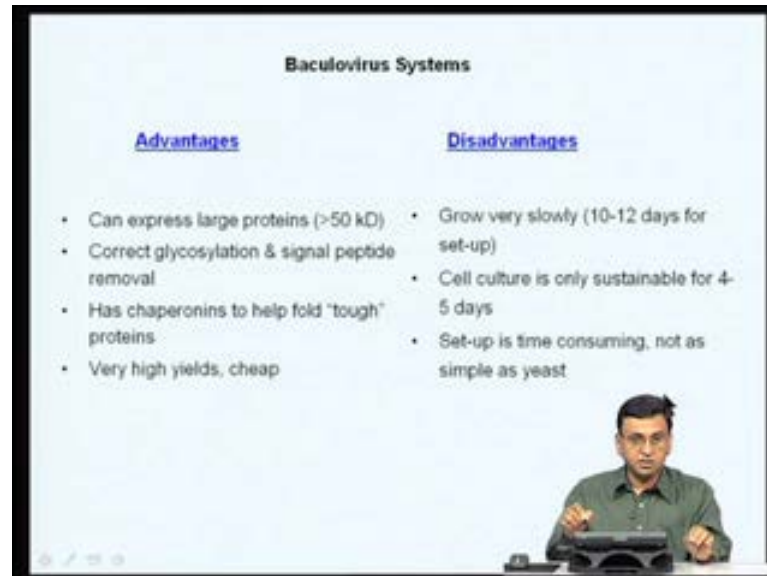 Baculovirus Systems
Advantages
Can express large proteins (>50 kD)
Correct glycosylation & signal peptide
removal
Has chaperonins to help fold "tough"
proteins
Very high yields, cheap
Disadvantages
Grow very slowly (10-12 days for
set-up)
Cell culture is only sustainable for 4-
5 days
Set-up is time consuming, not as
simple as yeast